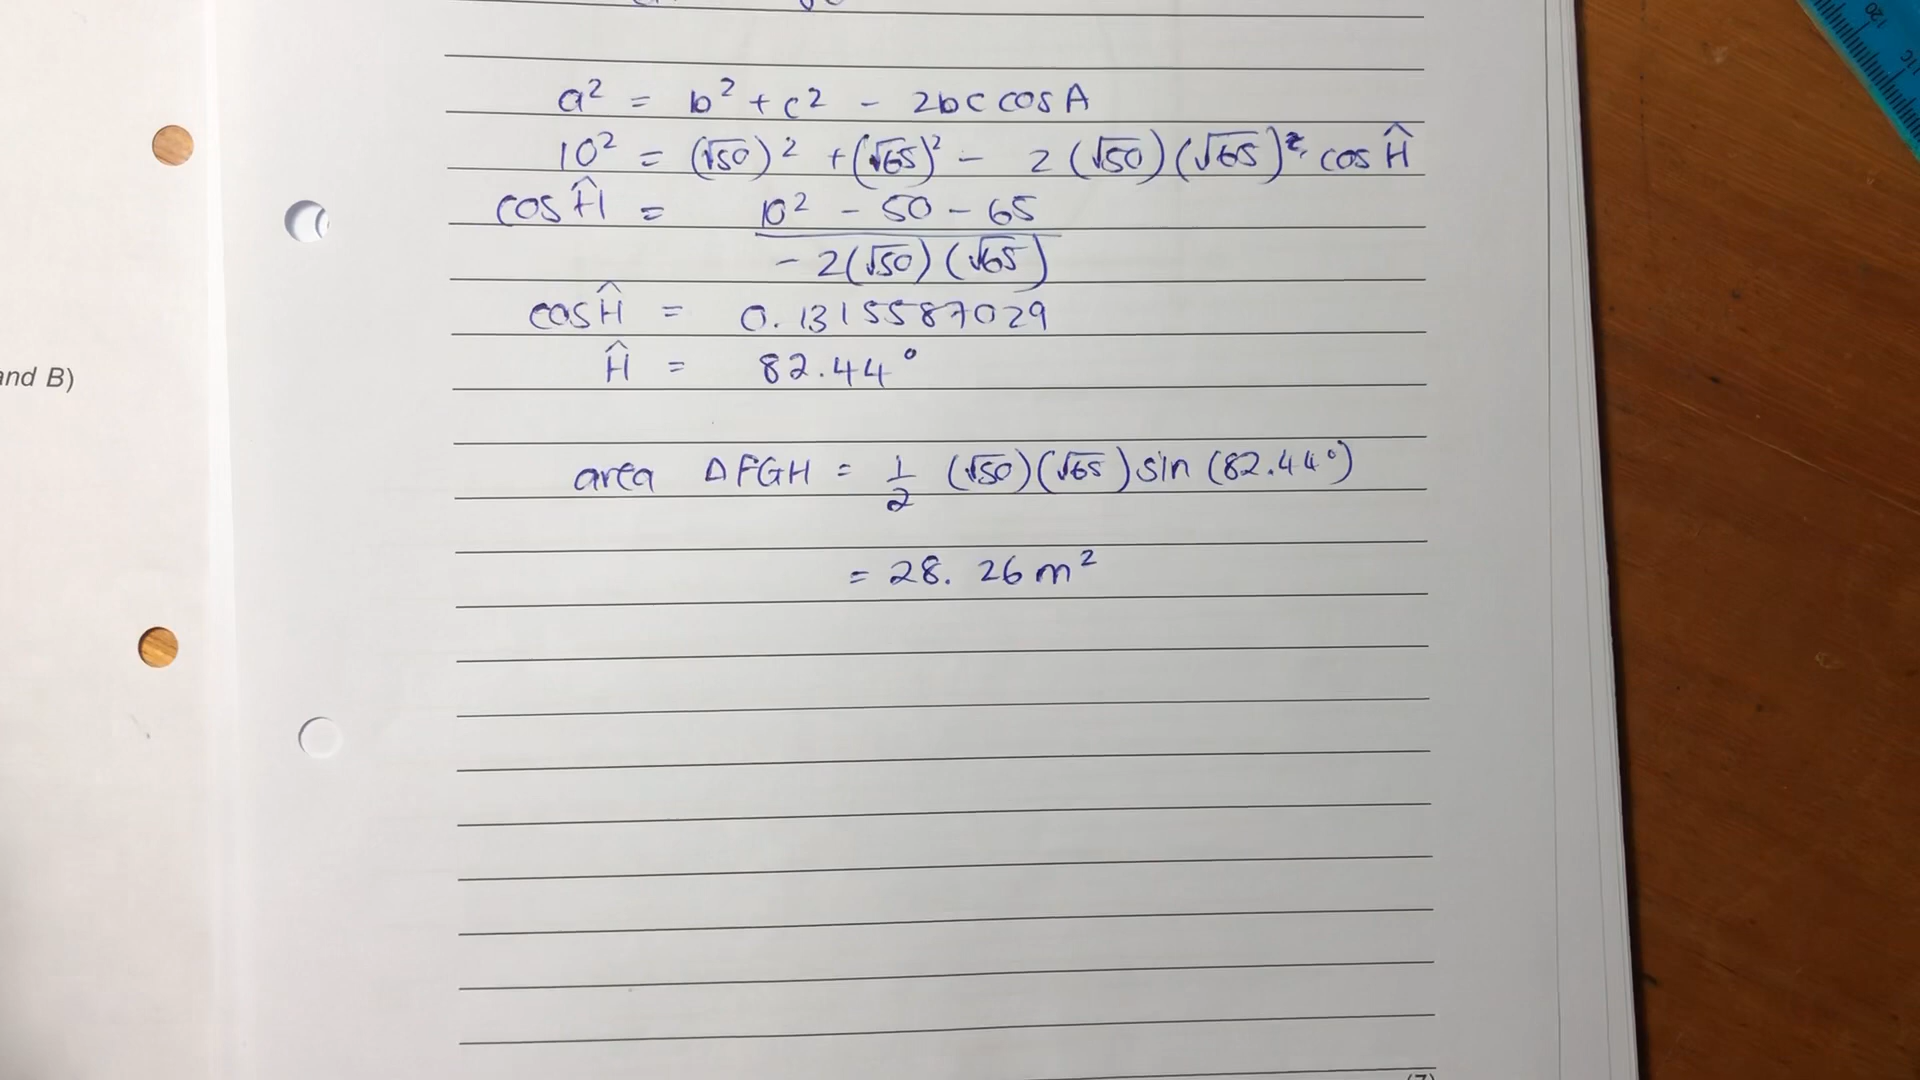 a² = b² + c² - 2bc cos A
10² = (√50)² + (√65)² - 2(√50)(√65) cos Ĥ
cos Ĥ = 10² - 50 - 65
- 2(√50)(√65)
cos Ĥ = 0.1315587029
Ĥ = 82.44°
and B)
area ΔFGH = 1/2 (√50)(√65) sin (82.44°)
= 28.26 m²
120